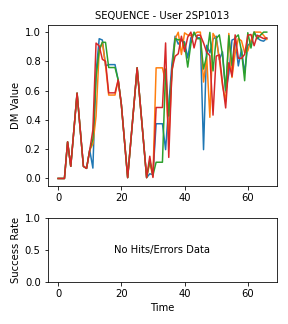 SEQUENCE - User 2SP1013
DM Value
1.0
0.8
0.6
0.4
0.2
0.0
0 20 40 60
Success Rate
1.0
0.5
0.0
No Hits/Errors Data
0 20 40 60
Time